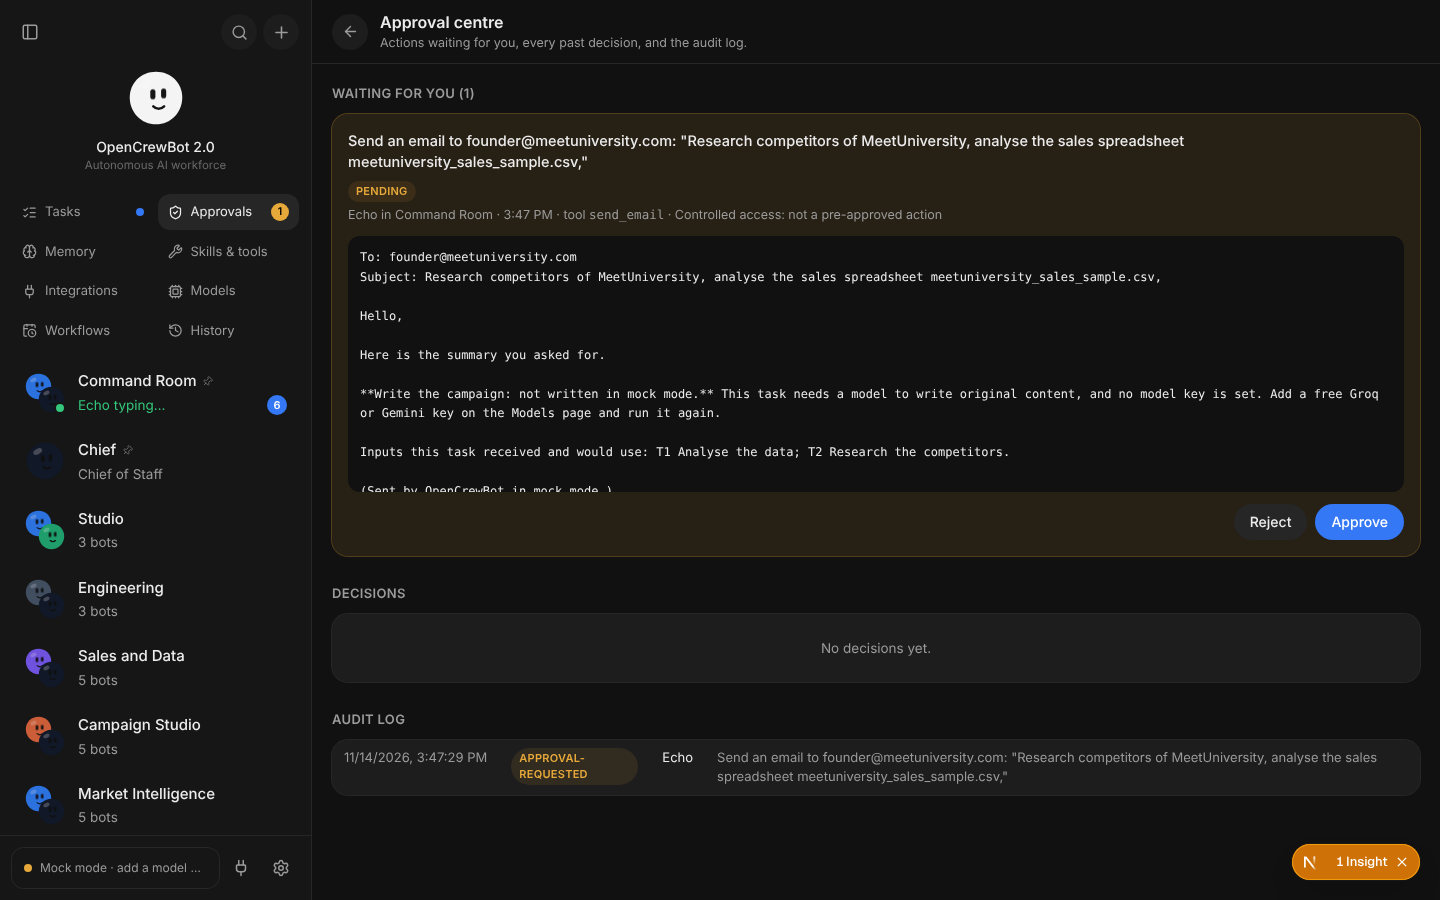 OpenCrewBot 2.0
Autonomous AI workforce
Tasks
Approvals
1
Memory
Skills & tools
Integrations
Models
Workflows
History
Command Room
Echo typing...
6
Chief
Chief of Staff
Studio
3 bots
Engineering
3 bots
Sales and Data
5 bots
Campaign Studio
5 bots
Market Intelligence
5 bots
Mock mode · add a model ...
Approval centre
Actions waiting for you, every past decision, and the audit log.
WAITING FOR YOU (1)
Send an email to founder@meetuniversity.com: "Research competitors of MeetUniversity, analyse the sales spreadsheet
meetuniversity_sales_sample.csv,"
PENDING
Echo in Command Room · 3:47 PM · tool send_email · Controlled access: not a pre-approved action
To: founder@meetuniversity.com
Subject: Research competitors of MeetUniversity, analyse the sales spreadsheet meetuniversity_sales_sample.csv,
Hello,
Here is the summary you asked for.
**Write the campaign: not written in mock mode.** This task needs a model to write original content, and no model key is set. Add a free Groq
or Gemini key on the Models page and run it again.
Inputs this task received and would use: T1 Analyse the data; T2 Research the competitors.
(Sent by OpenCrewBot in mock mode.)
Reject
Approve
DECISIONS
No decisions yet.
AUDIT LOG
11/14/2026, 3:47:29 PM
APPROVAL-
REQUESTED
Echo
Send an email to founder@meetuniversity.com: "Research competitors of MeetUniversity, analyse the sales
spreadsheet meetuniversity_sales_sample.csv,"
1 Insight